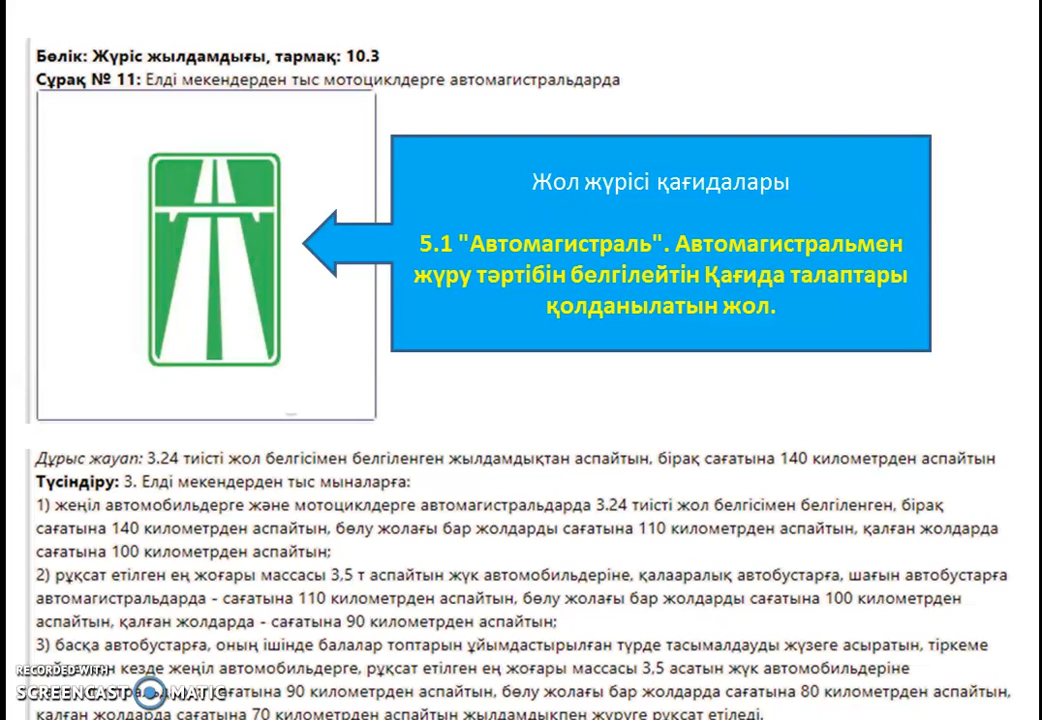 Бөлік: Жүріс жылдамдығы, тармақ: 10.3
Сұрақ № 11: Елді мекендерден тыс мотоциклдерге автомагистральдарда
Жол жүрісі қағидалары
5.1 "Автомагистраль". Автомагистральмен
жүру тәртібін белгілейтін Қағида талаптары
қолданылатын жол.
Дұрыс жауап: 3.24 тиісті жол белгісімен белгіленген жылдамдықтан аспайтын, бірақ сағатына 140 километрден аспайтын
Түсіндіру: 3. Елді мекендерден тыс мыналарға:
1) жеңіл автомобильдерге және мотоциклдерге автомагистральдарда 3.24 тиісті жол белгісімен белгіленген, бірақ
сағатына 140 километрден аспайтын, бөлу жолағы бар жолдарды сағатына 110 километрден аспайтын, қалған жолдарда
сағатына 100 километрден аспайтын;
2) рұқсат етілген ең жоғары массасы 3,5 т аспайтын жүк автомобильдеріне, қалааралық автобустарға, шағын автобустарға
автомагистральдарда - сағатына 110 километрден аспайтын, бөлу жолағы бар жолдарды сағатына 100 километрден
аспайтын, қалған жолдарда - сағатына 90 километрден аспайтын;
3) басқа автобустарға, оның ішінде балалар топтарын ұйымдастырылған түрде тасымалдауды жүзеге асыратын, тіркеме
кезде жеңіл автомобильдерге, рұқсат етілген ең жоғары массасы 3,5 асатын жүк автомобильдеріне
сағатына 90 километрден аспайтын, бөлу жолағы бар жолдарда сағатына 80 километрден аспайтын,
қалған жолдарда сағатына 70 километрден аспайтын жылдамдықпен жүруге рұқсат етіледі.
RECORDED WITH
SCREENCAST MATIC